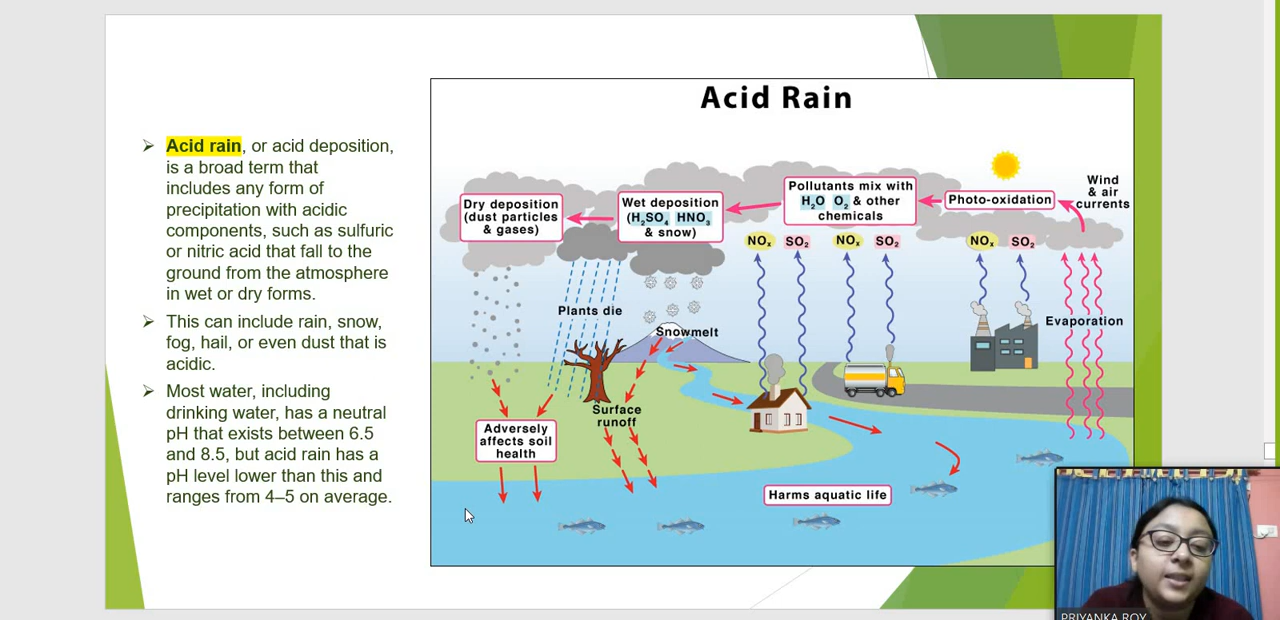 Acid rain, or acid deposition,
is a broad term that
includes any form of
precipitation with acidic
components, such as sulfuric
or nitric acid that fall to the
ground from the atmosphere
in wet or dry forms.
This can include rain, snow,
fog, hail, or even dust that is
acidic.
Most water, including
drinking water, has a neutral
pH that exists between 6.5
and 8.5, but acid rain has a
pH level lower than this and
ranges from 4–5 on average.
Acid Rain
Dry deposition
(dust particles
& gases)
Wet deposition
(H₂SO₄ HNO₃
& snow)
Pollutants mix with
H₂O O₂ & other
chemicals
Photo-oxidation
Wind
& air
currents
NOₓ SO₂ NOₓ SO₂ NOₓ SO₂
Plants die
Snowmelt
Evaporation
Surface
runoff
Adversely
affects soil
health
Harms aquatic life
PRIYANKA ROY